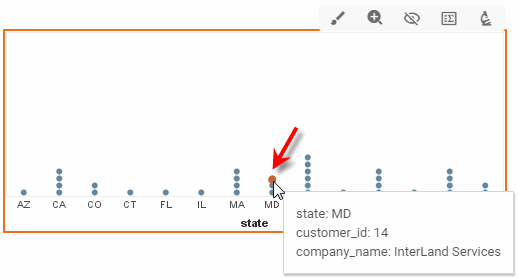 AZ CA CO CT FL IL MA MD
state
state: MD
customer_id: 14
company_name: InterLand Services